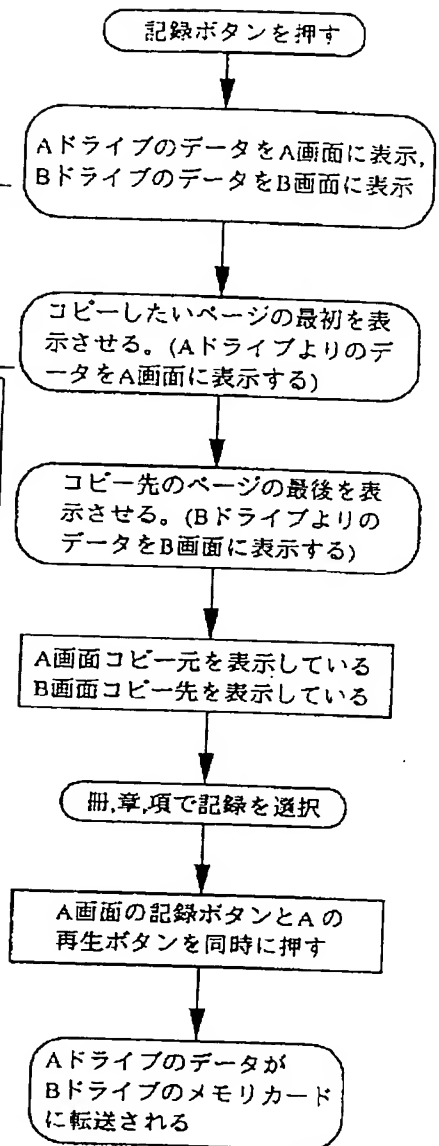 記録ボタンを押す
AドライブのデータをA画面に表示,
BドライブのデータをB画面に表示
コピーしたいページの最初を表
示させる。(Aドライブよりのデ
ータをA画面に表示する)
コピー先のページの最後を表
示させる。(Bドライブよりの
データをB画面に表示する)
A画面コピー元を表示している
B画面コピー先を表示している
冊,章,項で記録を選択
A画面の記録ボタンとAの
再生ボタンを同時に押す
Aドライブのデータが
Bドライブのメモリカード
に転送される